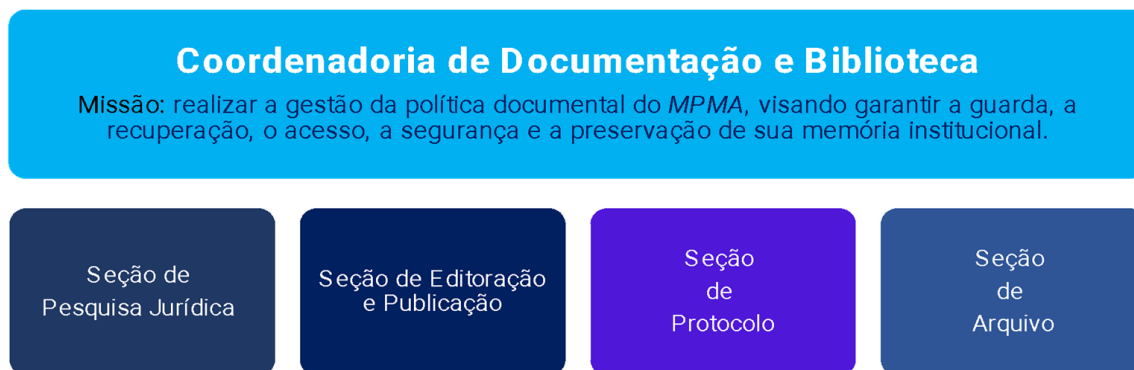 Coordenadoria de Documentação e Biblioteca
Missão: realizar a gestão da política documental do MPMA, visando garantir a guarda, a
recuperação, o acesso, a segurança e a preservação de sua memória institucional.
Seção de
Pesquisa Jurídica
Seção de Editoração
e Publicação
Seção
de
Protocolo
Seção
de
Arquivo